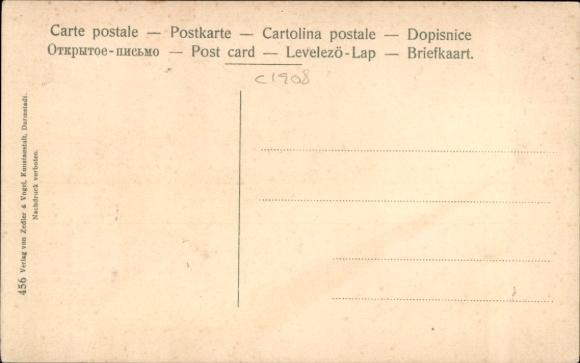 Carte postale — Postkarte — Cartolina postale — Dopisnice
Открытое-письмо — Post card — Levelező-Lap — Briefkaart.
c1908
456 Verlag von Zedler & Vogel, Kunstanstalt, Darmstadt.
Nachdruck verboten.